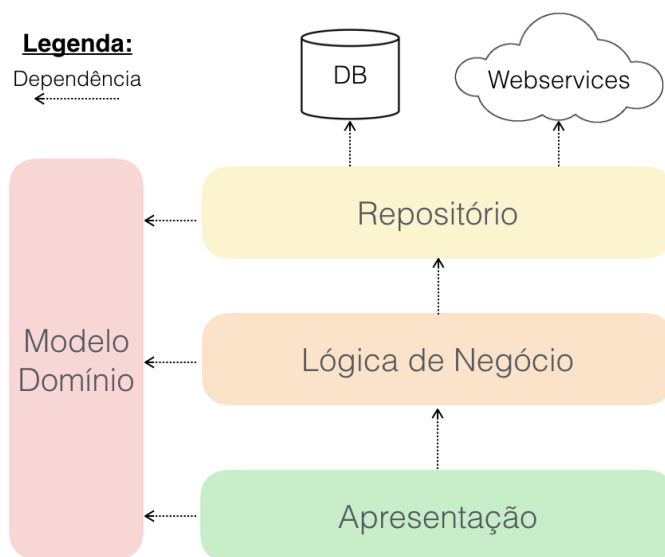 Legenda:
Dependência
DB
Webservices
Repositório
Modelo
Domínio
Lógica de Negócio
Apresentação